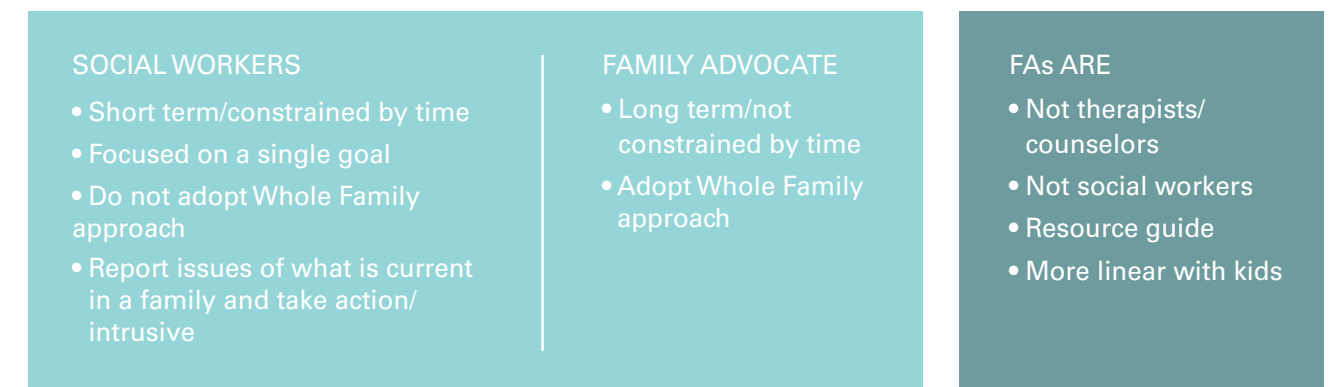 SOCIAL WORKERS
• Short term/constrained by time
• Focused on a single goal
• Do not adopt Whole Family
approach
• Report issues of what is current
in a family and take action/
intrusive
FAMILY ADVOCATE
• Long term/not
constrained by time
• Adopt Whole Family
approach
FAs ARE
• Not therapists/
counselors
• Not social workers
• Resource guide
• More linear with kids